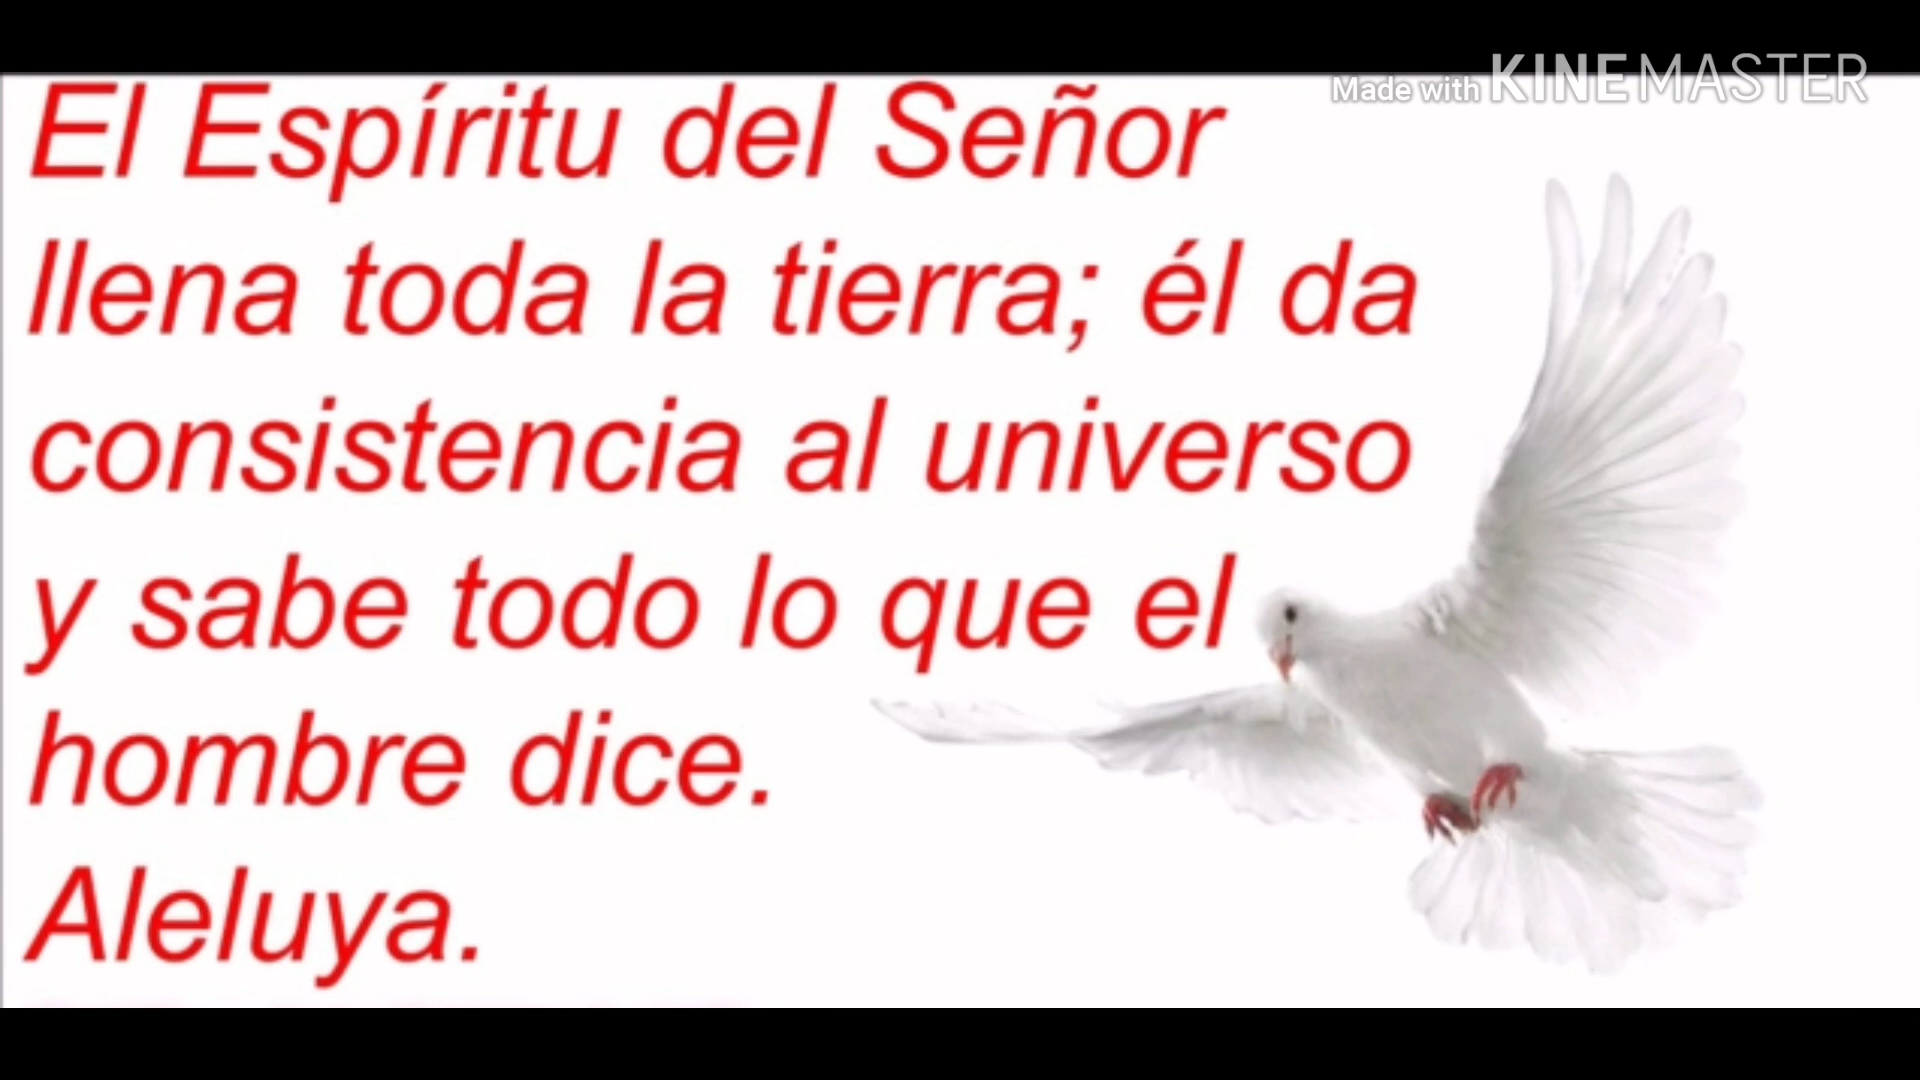 Made with KINEMASTER
El Espíritu del Señor
llena toda la tierra; él da
consistencia al universo
y sabe todo lo que el
hombre dice.
Aleluya.